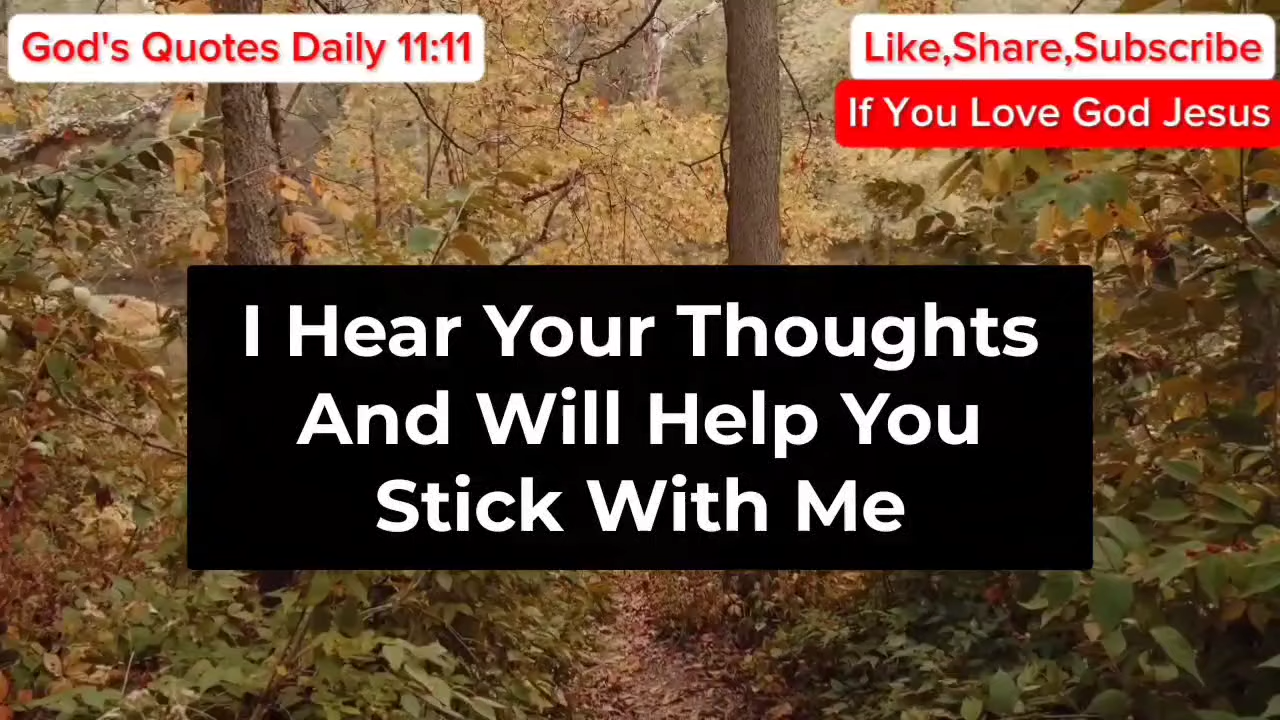 God's Quotes Daily 11:11
Like,Share,Subscribe
If You Love God Jesus
I Hear Your Thoughts
And Will Help You
Stick With Me